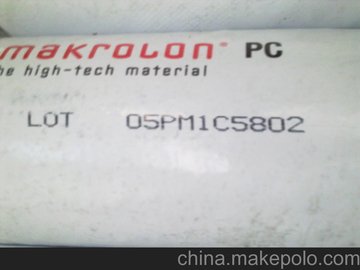 makrolon® PC
the high-tech material
LOT 05PM1C5802
china.makepolo.com